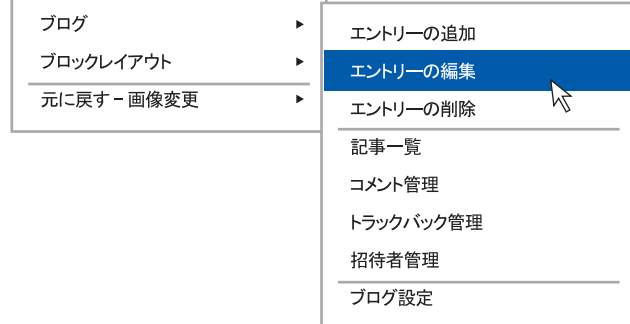 ブログ
ブロックレイアウト
元に戻す－画像変更
エントリーの追加
エントリーの編集
エントリーの削除
記事一覧
コメント管理
トラックバック管理
招待者管理
ブログ設定